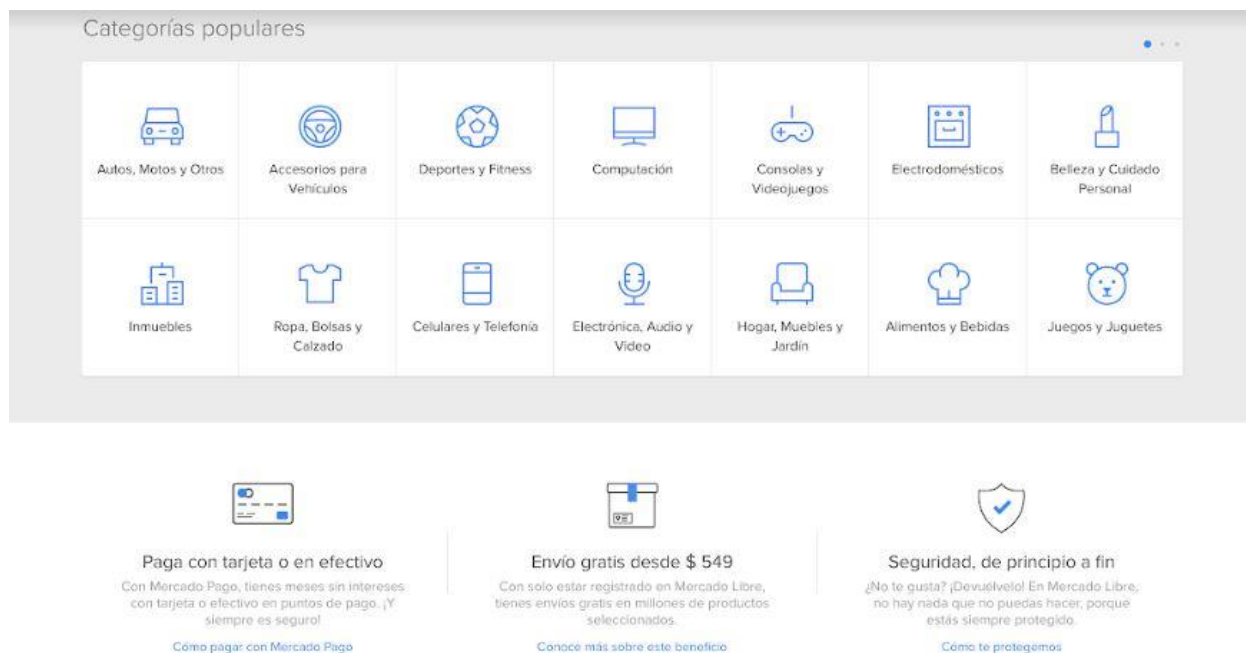 Categorías populares
Autos, Motos y Otros
Accesorios para
Vehículos
Deportes y Fitness
Computación
Consolas y
Videojuegos
Electrodomésticos
Belleza y Cuidado
Personal
Inmuebles
Ropa, Bolsas y
Calzado
Celulares y Telefonía
Electrónica, Audio y
Video
Hogar, Muebles y
Jardín
Alimentos y Bebidas
Juegos y Juguetes
Paga con tarjeta o en efectivo
Con Mercado Pago, tienes meses sin intereses
con tarjeta o efectivo en puntos de pago. ¡Y
siempre es seguro!
Cómo pagar con Mercado Pago
Envío gratis desde $ 549
Con solo estar registrado en Mercado Libre,
tienes envíos gratis en millones de productos
seleccionados.
Conoce más sobre este beneficio
Seguridad, de principio a fin
¿No te gusta? ¡Devuélvelo! En Mercado Libre,
no hay nada que no puedas hacer, porque
estás siempre protegido.
Cómo te protegemos